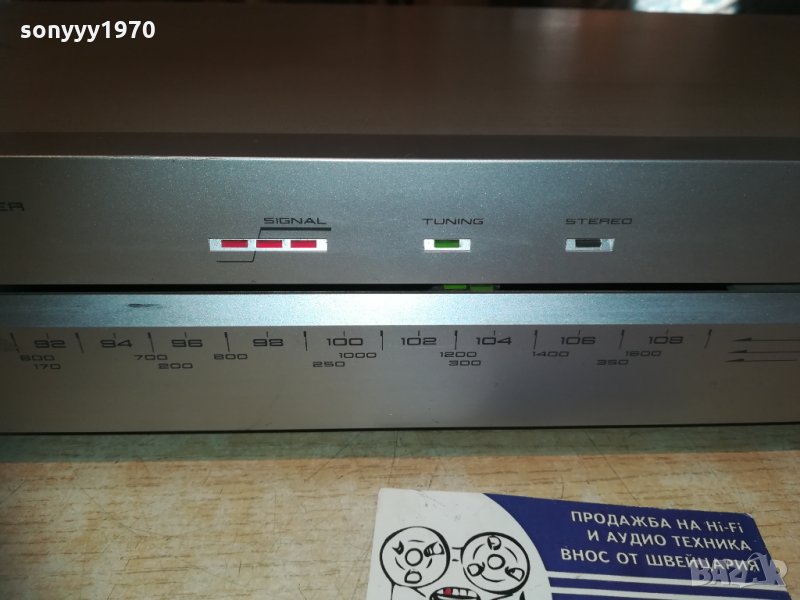 sonyyy1970
SIGNAL TUNING STEREO
92 94 96 98 100 102 104 106 108
600 700 800 1000 1200 1400 1600
170 200 250 300 350
ПРОДАЖБА НА Hi-Fi
И АУДИО ТЕХНИКА
ВНОС ОТ ШВЕЙЦАРИЯ
BAZAR